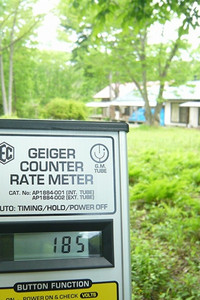 EC
GEIGER
COUNTER
RATE METER
G.M.
TUBE
CAT. No: AP1884-001 (INT. TUBE)
AP1884-002 (EXT. TUBE)
AUTO: TIMING/HOLD/POWER OFF
185
BUTTON FUNCTION
POWER ON & CHECK VOLTS